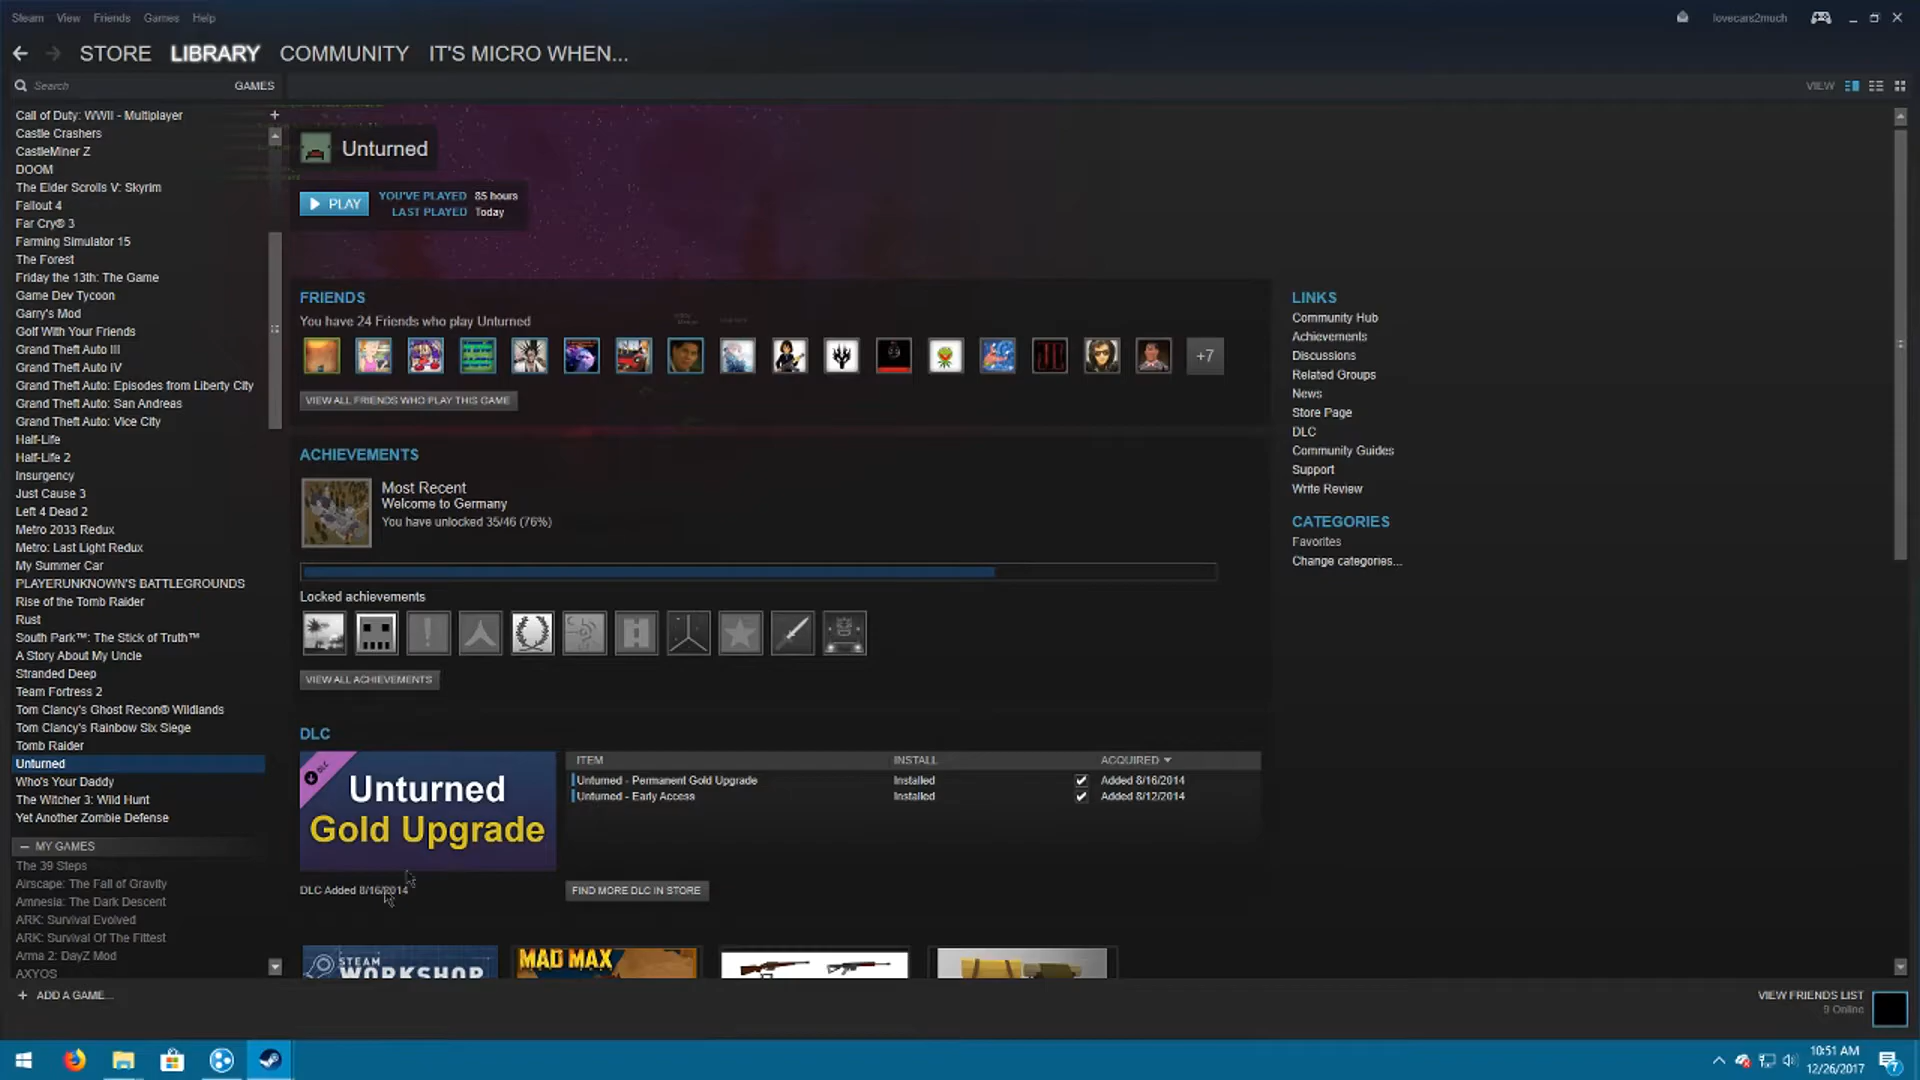 Steam View Friends Games Help
lovecars2much
STORE LIBRARY COMMUNITY IT'S MICRO WHEN...
Search GAMES
VIEW
Call of Duty: WWII - Multiplayer
Castle Crashers
CastleMiner Z
DOOM
The Elder Scrolls V: Skyrim
Fallout 4
Far Cry® 3
Farming Simulator 15
The Forest
Friday the 13th: The Game
Game Dev Tycoon
Garry's Mod
Golf With Your Friends
Grand Theft Auto III
Grand Theft Auto IV
Grand Theft Auto: Episodes from Liberty City
Grand Theft Auto: San Andreas
Grand Theft Auto: Vice City
Half-Life
Half-Life 2
Insurgency
Just Cause 3
Left 4 Dead 2
Metro 2033 Redux
Metro: Last Light Redux
My Summer Car
PLAYERUNKNOWN'S BATTLEGROUNDS
Rise of the Tomb Raider
Rust
South Park™: The Stick of Truth™
A Story About My Uncle
Stranded Deep
Team Fortress 2
Tom Clancy's Ghost Recon® Wildlands
Tom Clancy's Rainbow Six Siege
Tomb Raider
Unturned
Who's Your Daddy
The Witcher 3: Wild Hunt
Yet Another Zombie Defense
MY GAMES
The 39 Steps
Airscape: The Fall of Gravity
Amnesia: The Dark Descent
ARK: Survival Evolved
ARK: Survival Of The Fittest
Arma 2: DayZ Mod
AXYOS
ADD A GAME...
Unturned
PLAY
YOU'VE PLAYED 85 hours
LAST PLAYED Today
FRIENDS
You have 24 Friends who play Unturned
+7
VIEW ALL FRIENDS WHO PLAY THIS GAME
ACHIEVEMENTS
Most Recent
Welcome to Germany
You have unlocked 35/46 (76%)
Locked achievements
VIEW ALL ACHIEVEMENTS
DLC
DLC
Unturned
Gold Upgrade
DLC Added 8/16/2014
ITEM INSTALL ACQUIRED
Unturned - Permanent Gold Upgrade Installed Added 8/16/2014
Unturned - Early Access Installed Added 8/12/2014
FIND MORE DLC IN STORE
STEAM
WORKSHOP
MAD MAX
LINKS
Community Hub
Achievements
Discussions
Related Groups
News
Store Page
DLC
Community Guides
Support
Write Review
CATEGORIES
Favorites
Change categories...
VIEW FRIENDS LIST
9 Online
10:51 AM
12/26/2017
7